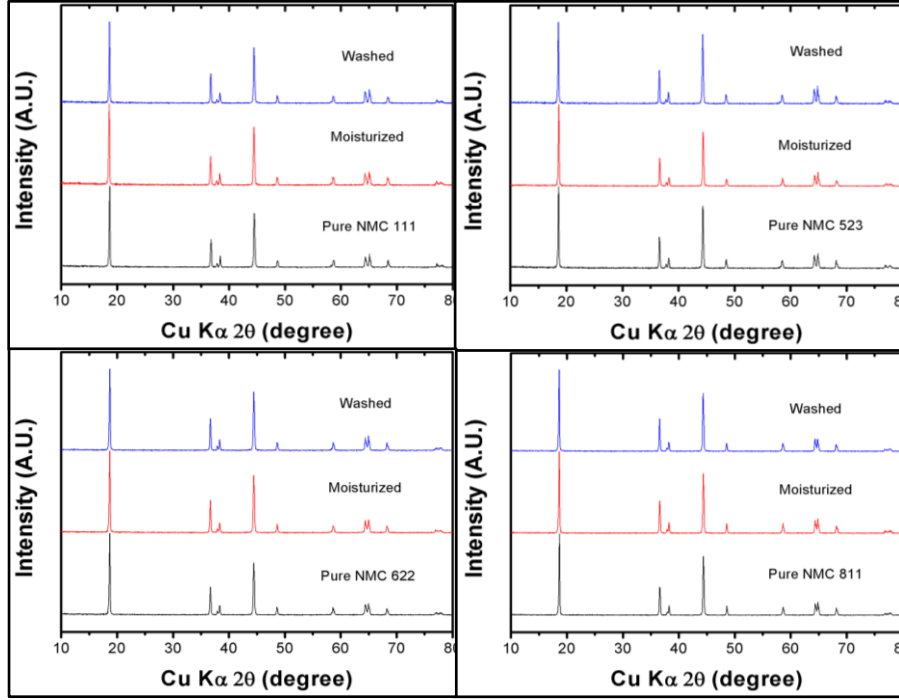 Intensity (A.U.)
Washed
Moisturized
Pure NMC 111
10 20 30 40 50 60 70 80
Cu Kα 2θ (degree)
Intensity (A.U.)
Washed
Moisturized
Pure NMC 523
10 20 30 40 50 60 70 80
Cu Kα 2θ (degree)
Intensity (A.U.)
Washed
Moisturized
Pure NMC 622
10 20 30 40 50 60 70 80
Cu Kα 2θ (degree)
Intensity (A.U.)
Washed
Moisturized
Pure NMC 811
10 20 30 40 50 60 70 80
Cu Kα 2θ (degree)